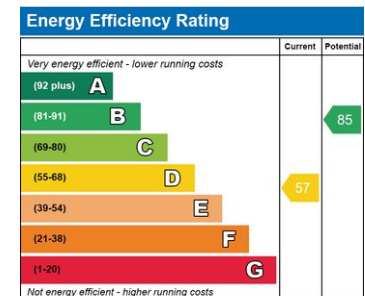 Energy Efficiency Rating
Current Potential
Very energy efficient - lower running costs
(92 plus) A
(81-91) B
85
(69-80) C
(55-68) D
57
(39-54) E
(21-38) F
(1-20) G
Not energy efficient - higher running costs